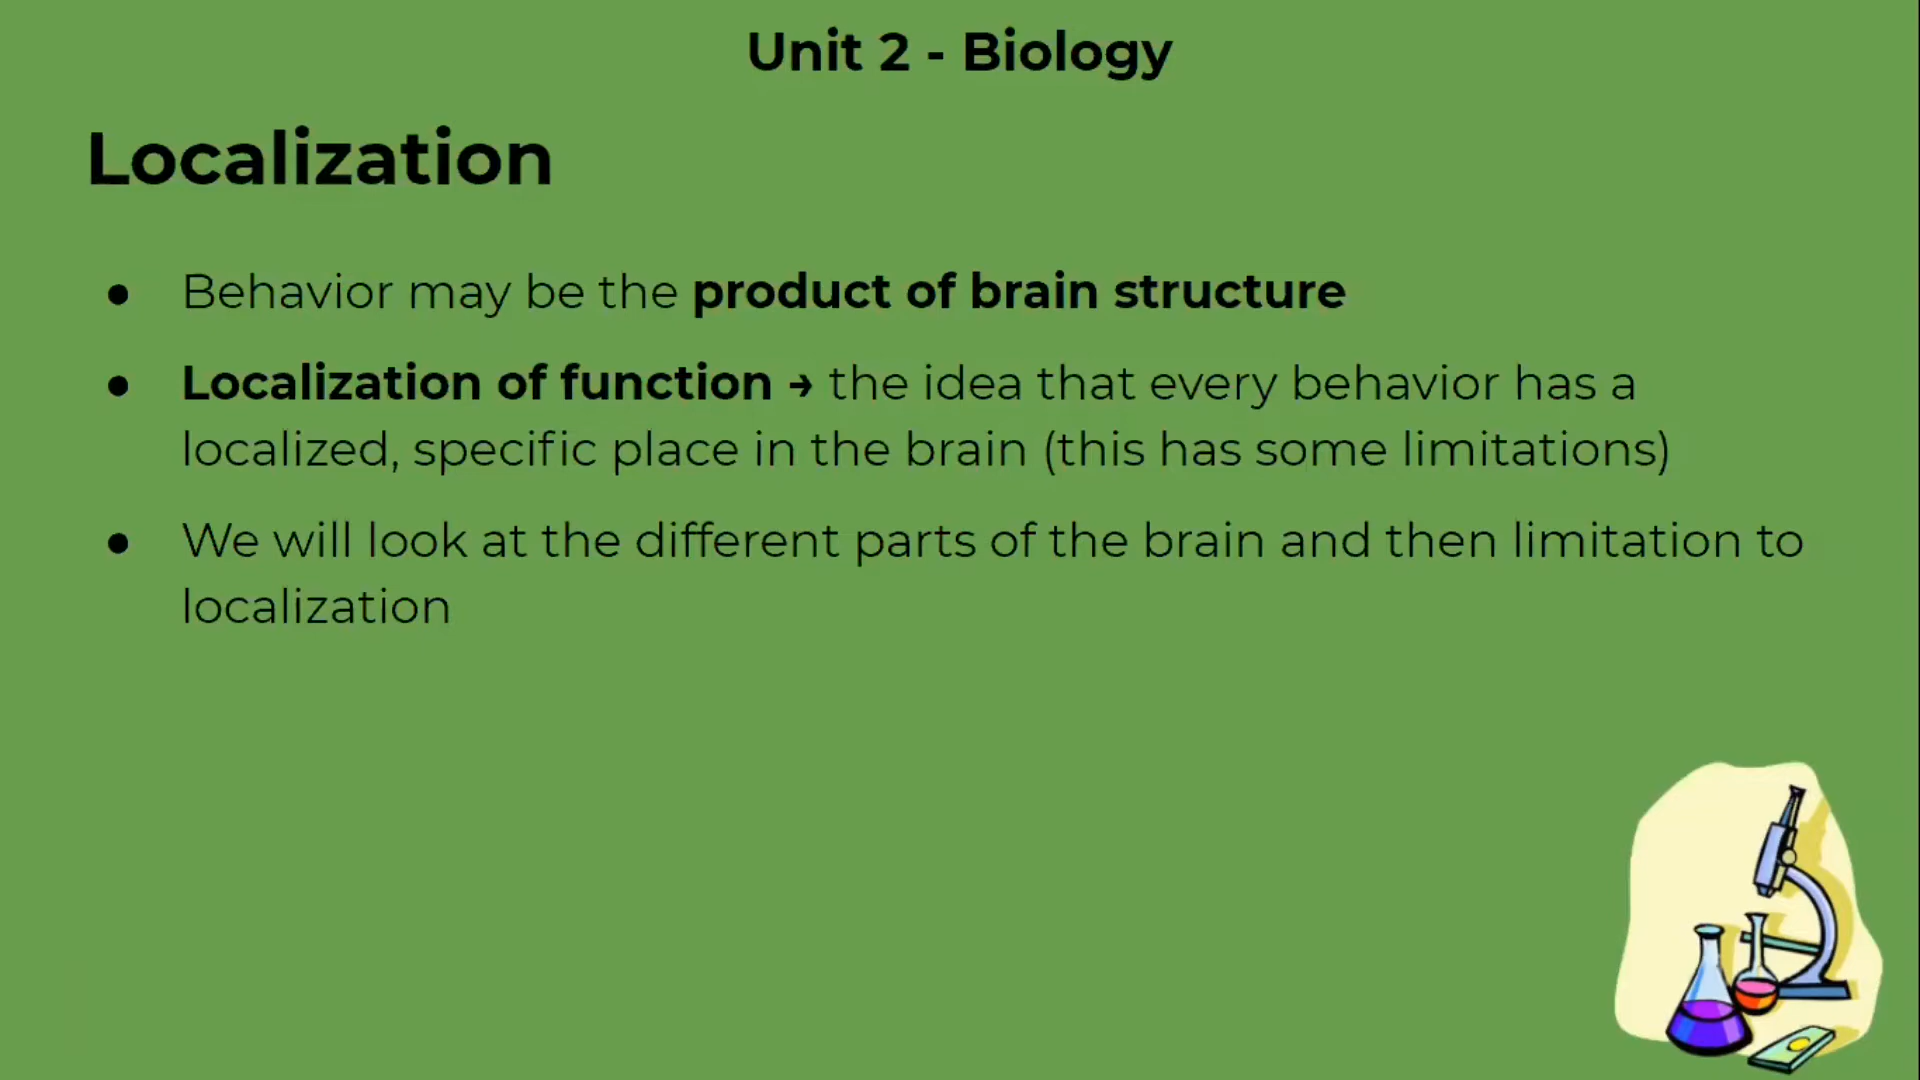 Unit 2 - Biology
Localization
● Behavior may be the product of brain structure
● Localization of function → the idea that every behavior has a
localized, specific place in the brain (this has some limitations)
● We will look at the different parts of the brain and then limitation to
localization